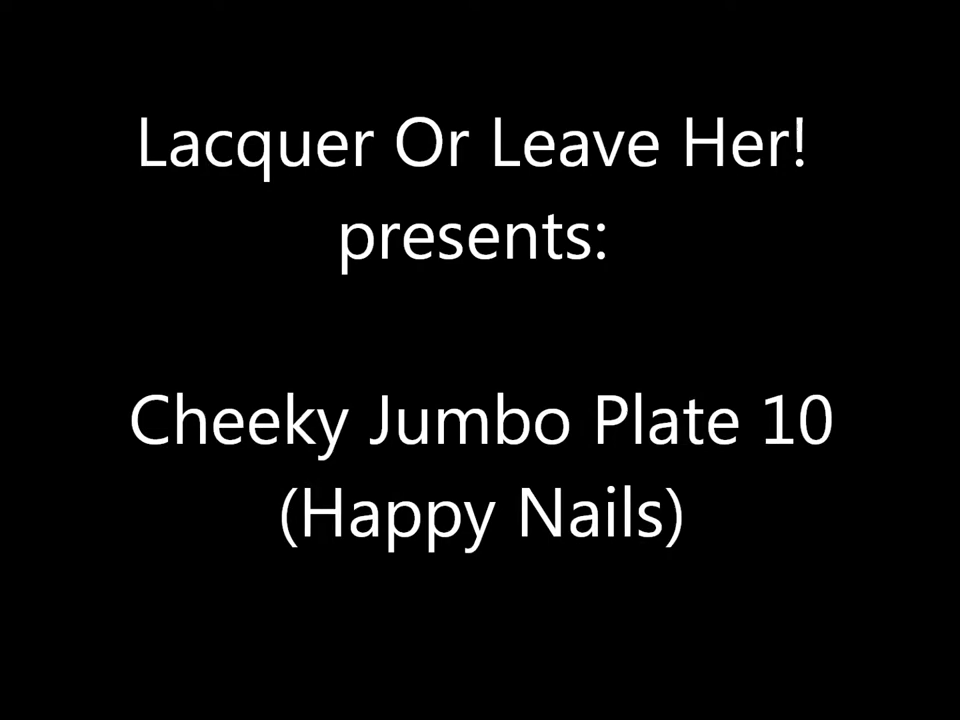 Lacquer Or Leave Her!
presents:
Cheeky Jumbo Plate 10
(Happy Nails)